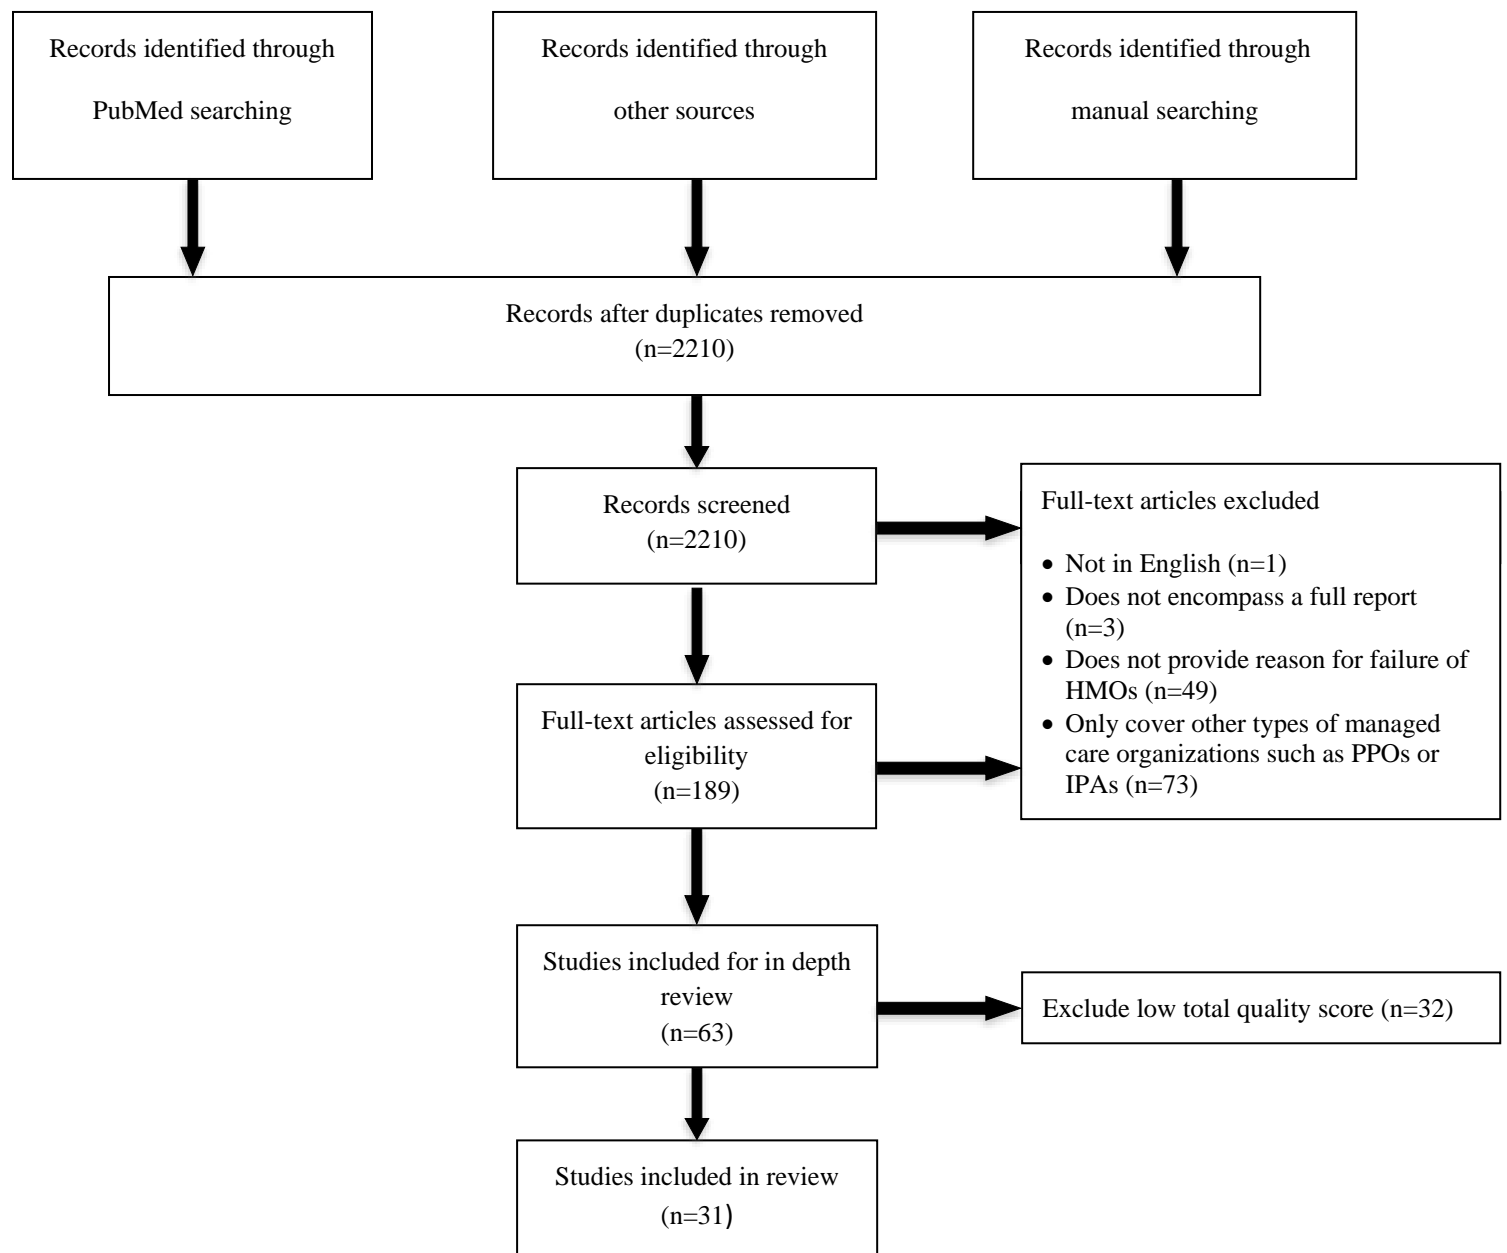 Records identified through
PubMed searching
Records identified through
other sources
Records identified through
manual searching
Records after duplicates removed
(n=2210)
Records screened
(n=2210)
Full-text articles excluded
• Not in English (n=1)
• Does not encompass a full report
(n=3)
• Does not provide reason for failure of
HMOs (n=49)
• Only cover other types of managed
care organizations such as PPOs or
IPAs (n=73)
Full-text articles assessed for
eligibility
(n=189)
Studies included for in depth
review
(n=63)
Exclude low total quality score (n=32)
Studies included in review
(n=31)